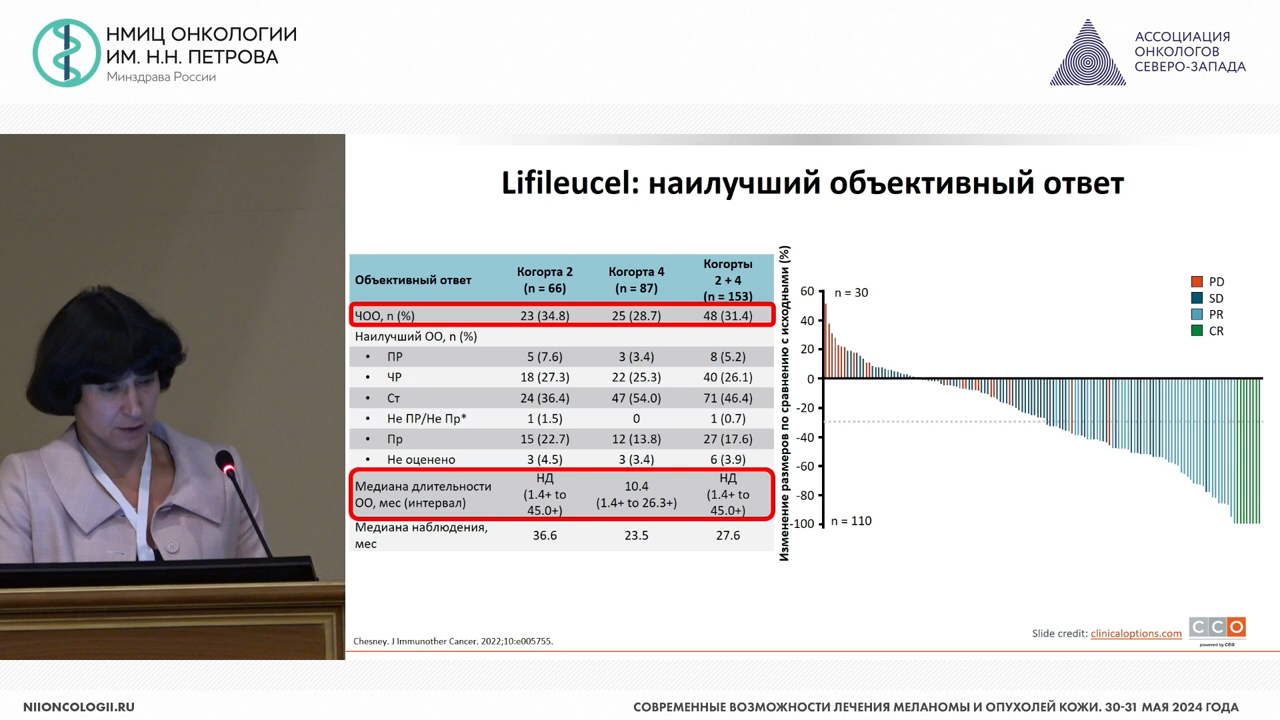 НМИЦ ОНКОЛОГИИ
ИМ. Н.Н. ПЕТРОВА
Минздрава России
АССОЦИАЦИЯ
ОНКОЛОГОВ
СЕВЕРО-ЗАПАДА
Lifileucel: наилучший объективный ответ
Объективный ответ
Когорта 2
(n = 66)
Когорта 4
(n = 87)
Когорты
2 + 4
(n = 153)
ЧОО, n (%) 23 (34.8) 25 (28.7) 48 (31.4)
Наилучший ОО, n (%)
• ПР 5 (7.6) 3 (3.4) 8 (5.2)
• ЧР 18 (27.3) 22 (25.3) 40 (26.1)
• Ст 24 (36.4) 47 (54.0) 71 (46.4)
• Не ПР/Не Пр* 1 (1.5) 0 1 (0.7)
• Пр 15 (22.7) 12 (13.8) 27 (17.6)
• Не оценено 3 (4.5) 3 (3.4) 6 (3.9)
Медиана длительности
ОО, мес (интервал)
НД
(1.4+ to
45.0+)
10.4
(1.4+ to 26.3+)
НД
(1.4+ to
45.0+)
Медиана наблюдения,
мес
36.6 23.5 27.6
Изменение размеров по сравнению с исходными (%)
60
40
20
0
-20
-40
-60
-80
-100
n = 30
n = 110
PD
SD
PR
CR
Chesney. J Immunother Cancer. 2022;10:e005755.
Slide credit: clinicaloptions.com
CCO
powered by cea
NIIONCOLOGII.RU
СОВРЕМЕННЫЕ ВОЗМОЖНОСТИ ЛЕЧЕНИЯ МЕЛАНОМЫ И ОПУХОЛЕЙ КОЖИ. 30-31 МАЯ 2024 ГОДА